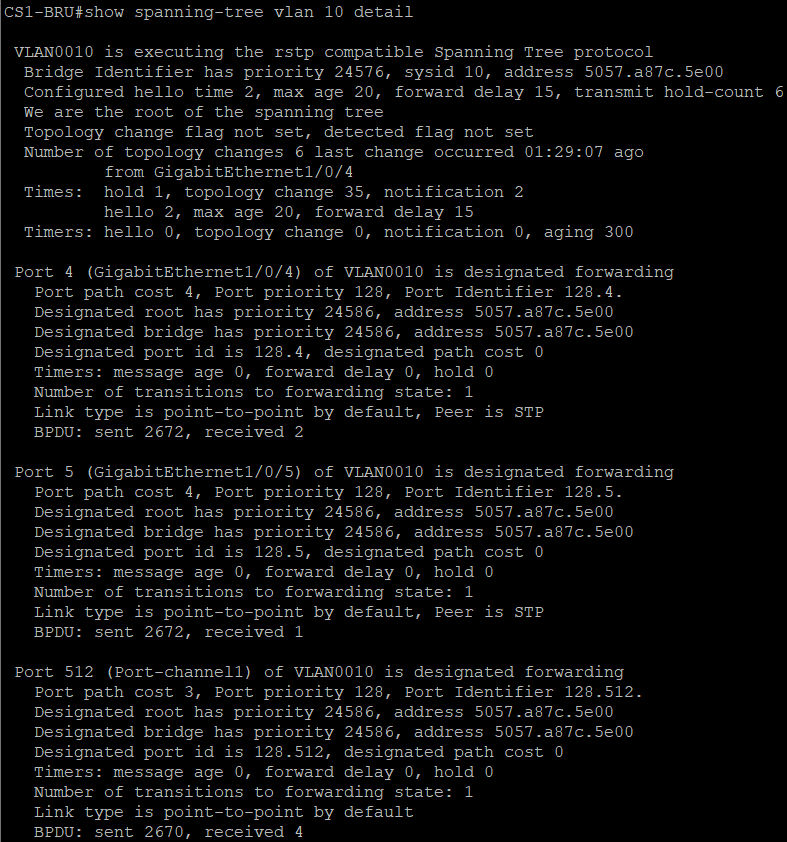 CS1-BRU#show spanning-tree vlan 10 detail
VLAN0010 is executing the rstp compatible Spanning Tree protocol
Bridge Identifier has priority 24576, sysid 10, address 5057.a87c.5e00
Configured hello time 2, max age 20, forward delay 15, transmit hold-count 6
We are the root of the spanning tree
Topology change flag not set, detected flag not set
Number of topology changes 6 last change occurred 01:29:07 ago
from GigabitEthernet1/0/4
Times:  hold 1, topology change 35, notification 2
hello 2, max age 20, forward delay 15
Timers: hello 0, topology change 0, notification 0, aging 300
Port 4 (GigabitEthernet1/0/4) of VLAN0010 is designated forwarding
Port path cost 4, Port priority 128, Port Identifier 128.4.
Designated root has priority 24586, address 5057.a87c.5e00
Designated bridge has priority 24586, address 5057.a87c.5e00
Designated port id is 128.4, designated path cost 0
Timers: message age 0, forward delay 0, hold 0
Number of transitions to forwarding state: 1
Link type is point-to-point by default, Peer is STP
BPDU: sent 2672, received 2
Port 5 (GigabitEthernet1/0/5) of VLAN0010 is designated forwarding
Port path cost 4, Port priority 128, Port Identifier 128.5.
Designated root has priority 24586, address 5057.a87c.5e00
Designated bridge has priority 24586, address 5057.a87c.5e00
Designated port id is 128.5, designated path cost 0
Timers: message age 0, forward delay 0, hold 0
Number of transitions to forwarding state: 1
Link type is point-to-point by default, Peer is STP
BPDU: sent 2672, received 1
Port 512 (Port-channel1) of VLAN0010 is designated forwarding
Port path cost 3, Port priority 128, Port Identifier 128.512.
Designated root has priority 24586, address 5057.a87c.5e00
Designated bridge has priority 24586, address 5057.a87c.5e00
Designated port id is 128.512, designated path cost 0
Timers: message age 0, forward delay 0, hold 0
Number of transitions to forwarding state: 1
Link type is point-to-point by default
BPDU: sent 2670, received 4